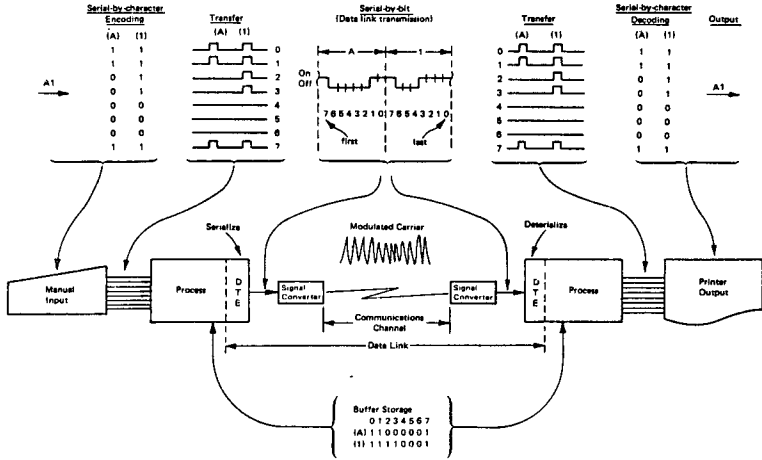 Serial-by-character
Encoding
(A) (1)
A1
1 1
1 1
0 1
0 1
0 0
0 0
0 0
1 1
Transfer
(A) (1)
0
1
2
3
4
5
6
7
Serial-by-bit
(Data link transmission)
A 1
On
Off
7 6 5 4 3 2 1 0 7 6 5 4 3 2 1 0
first last
Transfer
(A) (1)
0
1
2
3
4
5
6
7
Serial-by-character
Decoding
(A) (1)
1 1
1 1
0 1
0 1
0 0
0 0
0 0
1 1
Output
A1
Serialize
Modulated Carrier
Deserialize
Manual
Input
Process
DTE
Signal
Converter
Signal
Converter
DTE
Process
Printer
Output
Communications
Channel
Data Link
Buffer Storage
0 1 2 3 4 5 6 7
(A) 1 1 0 0 0 0 0 1
(1) 1 1 1 1 0 0 0 1